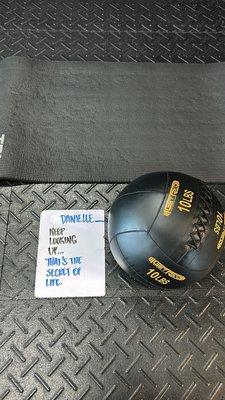 DANIELLE
KEEP
LOOKING
UP...
THAT'S THE
SECRET OF
LIFE.
10LBS
10LBS